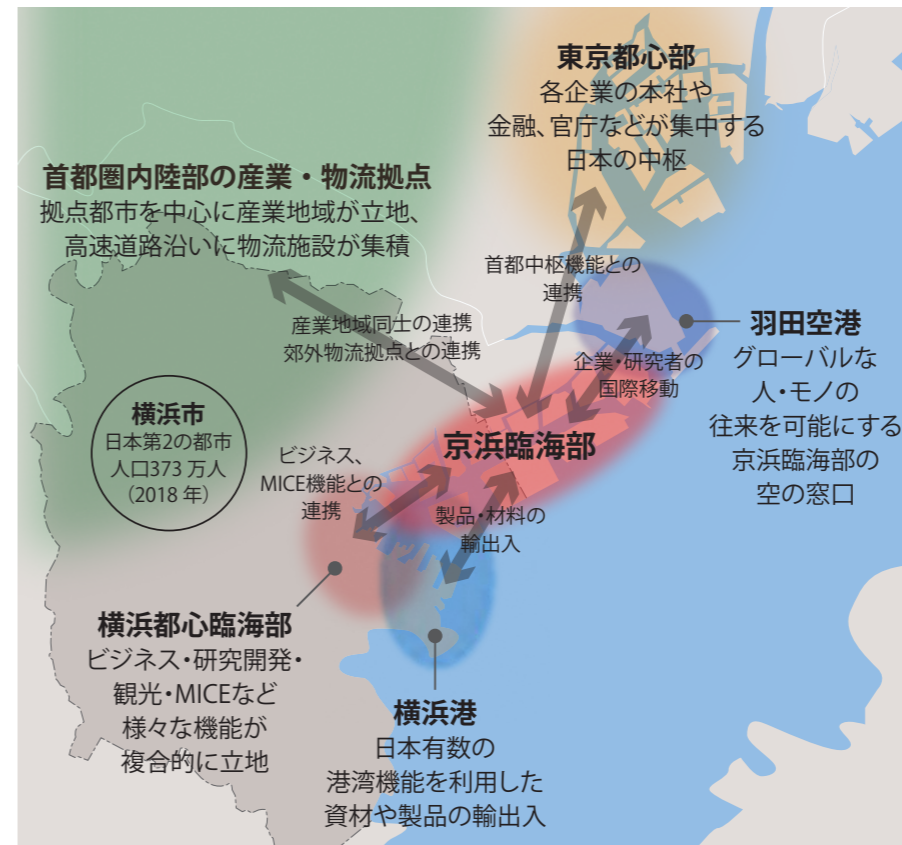 東京都心部
各企業の本社や
金融、官庁などが集中する
日本の中枢
首都圏内陸部の産業・物流拠点
拠点都市を中心に産業地域が立地、
高速道路沿いに物流施設が集積
首都中枢機能との
連携
産業地域同士の連携
郊外物流拠点との連携
羽田空港
グローバルな
人・モノの
往来を可能にする
京浜臨海部の
空の窓口
企業・研究者の
国際移動
横浜市
日本第2の都市
人口373 万人
（2018 年）
京浜臨海部
ビジネス、
MICE機能との
連携
製品・材料の
輸出入
横浜都心臨海部
ビジネス・研究開発・
観光・MICEなど
様々な機能が
複合的に立地
横浜港
日本有数の
港湾機能を利用した
資材や製品の輸出入